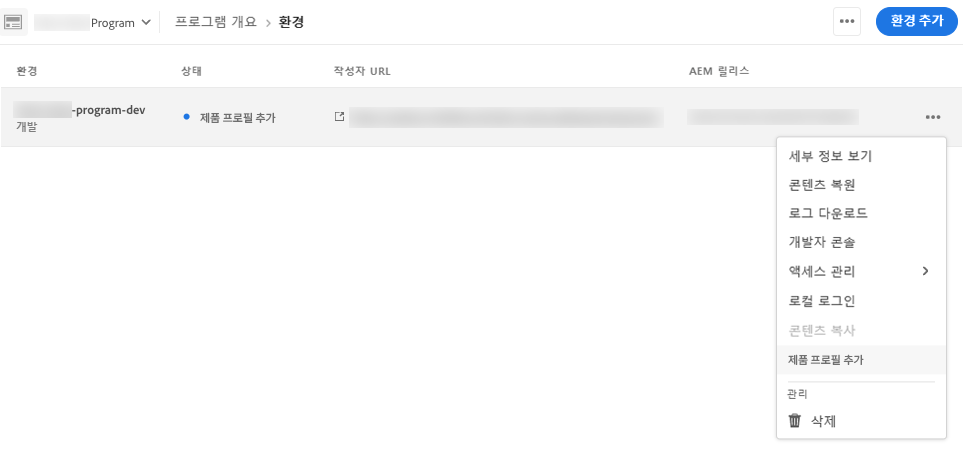 Program
프로그램 개요 > 환경
환경 추가
환경 상태 작성자 URL AEM 릴리스
-program-dev
개발
제품 프로필 추가
세부 정보 보기
콘텐츠 복원
로그 다운로드
개발자 콘솔
액세스 관리
로컬 로그인
콘텐츠 복사
제품 프로필 추가
관리
삭제